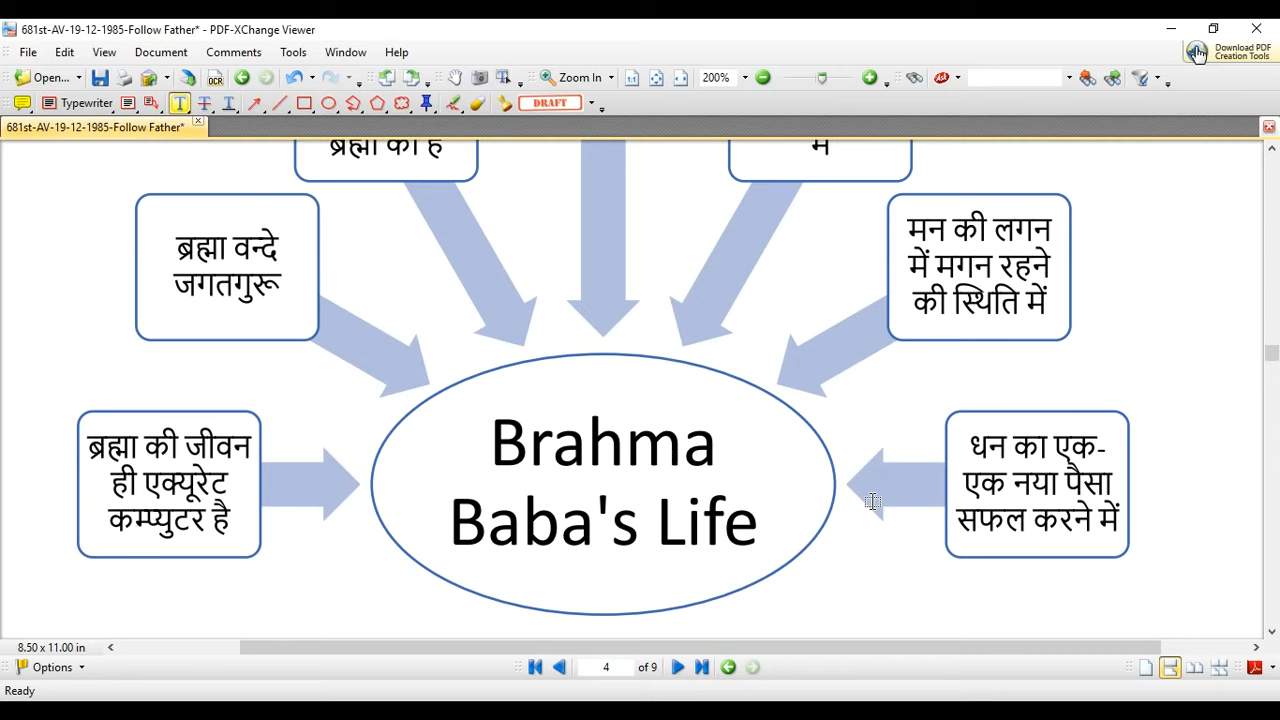 681st-AV-19-12-1985-Follow Father* - PDF-XChange Viewer
File Edit View Document Comments Tools Window Help
Download PDF
Creation Tools
Open... OCR Zoom In 200%
Typewriter DRAFT
681st-AV-19-12-1985-Follow Father*
ब्रह्मा का है
में
ब्रह्मा वन्दे
जगतगुरू
मन की लगन
में मगन रहने
की स्थिति में
ब्रह्मा की जीवन
ही एक्यूरेट
कम्प्युटर है
Brahma
Baba's Life
धन का एक-
एक नया पैसा
सफल करने में
8.50 x 11.00 in
Options 4 of 9
Ready